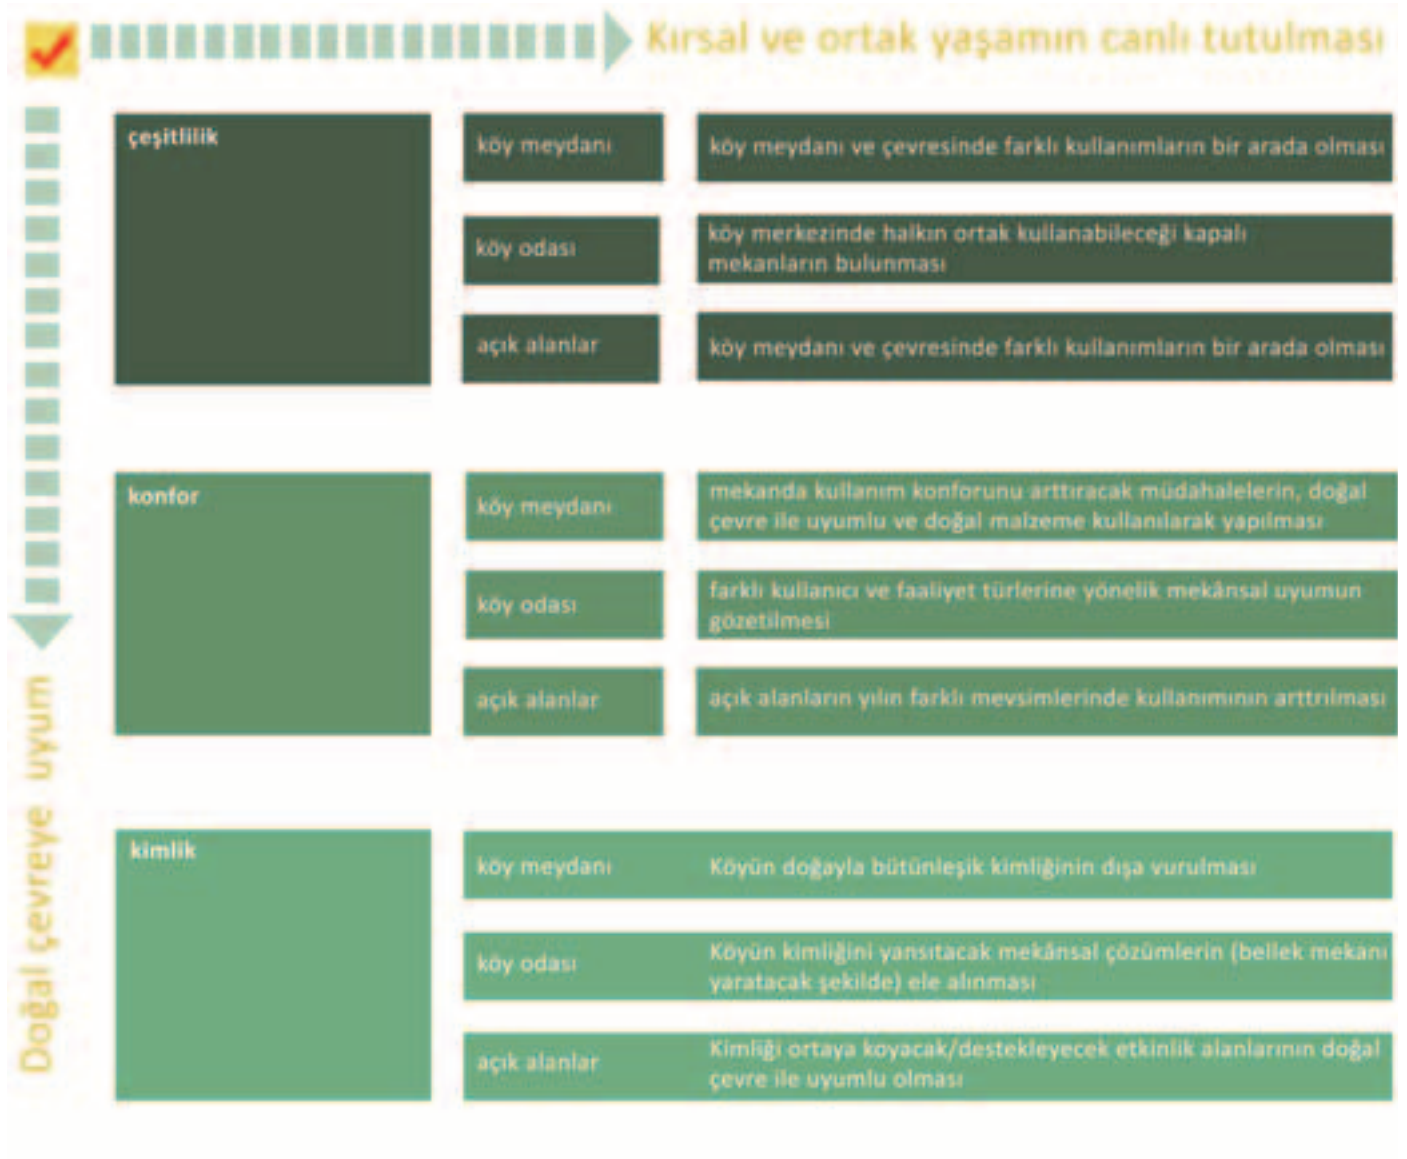 Kırsal ve ortak yaşamın canlı tutulması
çeşitlilik
köy meydanı
köy meydanı ve çevresinde farklı kullanımların bir arada olması
köy odası
köy merkezinde halkın ortak kullanabileceği kapalı
mekanların bulunması
açık alanlar
köy meydanı ve çevresinde farklı kullanımların bir arada olması
konfor
köy meydanı
mekanda kullanım konforunu arttıracak müdahalelerin, doğal
çevre ile uyumlu ve doğal malzeme kullanılarak yapılması
köy odası
farklı kullanıcı ve faaliyet türlerine yönelik mekânsal uyumun
gözetilmesi
açık alanlar
açık alanların yılın farklı mevsimlerinde kullanımının arttrılması
kimlik
köy meydanı
Köyün doğayla bütünleşik kimliğinin dışa vurulması
köy odası
Köyün kimliğini yansıtacak mekânsal çözümlerin (bellek mekanı
yaratacak şekilde) ele alınması
açık alanlar
Kimliği ortaya koyacak/destekleyecek etkinlik alanlarının doğal
çevre ile uyumlu olması
Doğal çevreye uyum